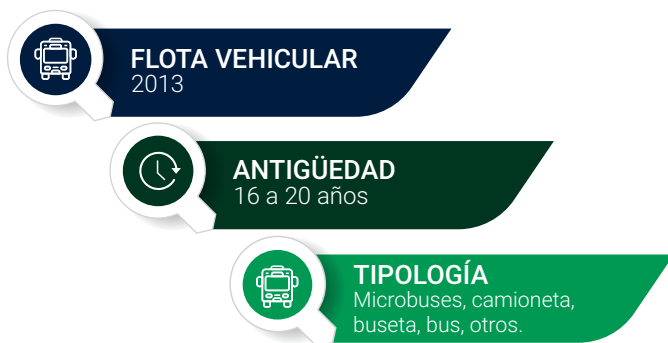 FLOTA VEHICULAR
2013
ANTIGÜEDAD
16 a 20 años
TIPOLOGÍA
Microbuses, camioneta,
buseta, bus, otros.